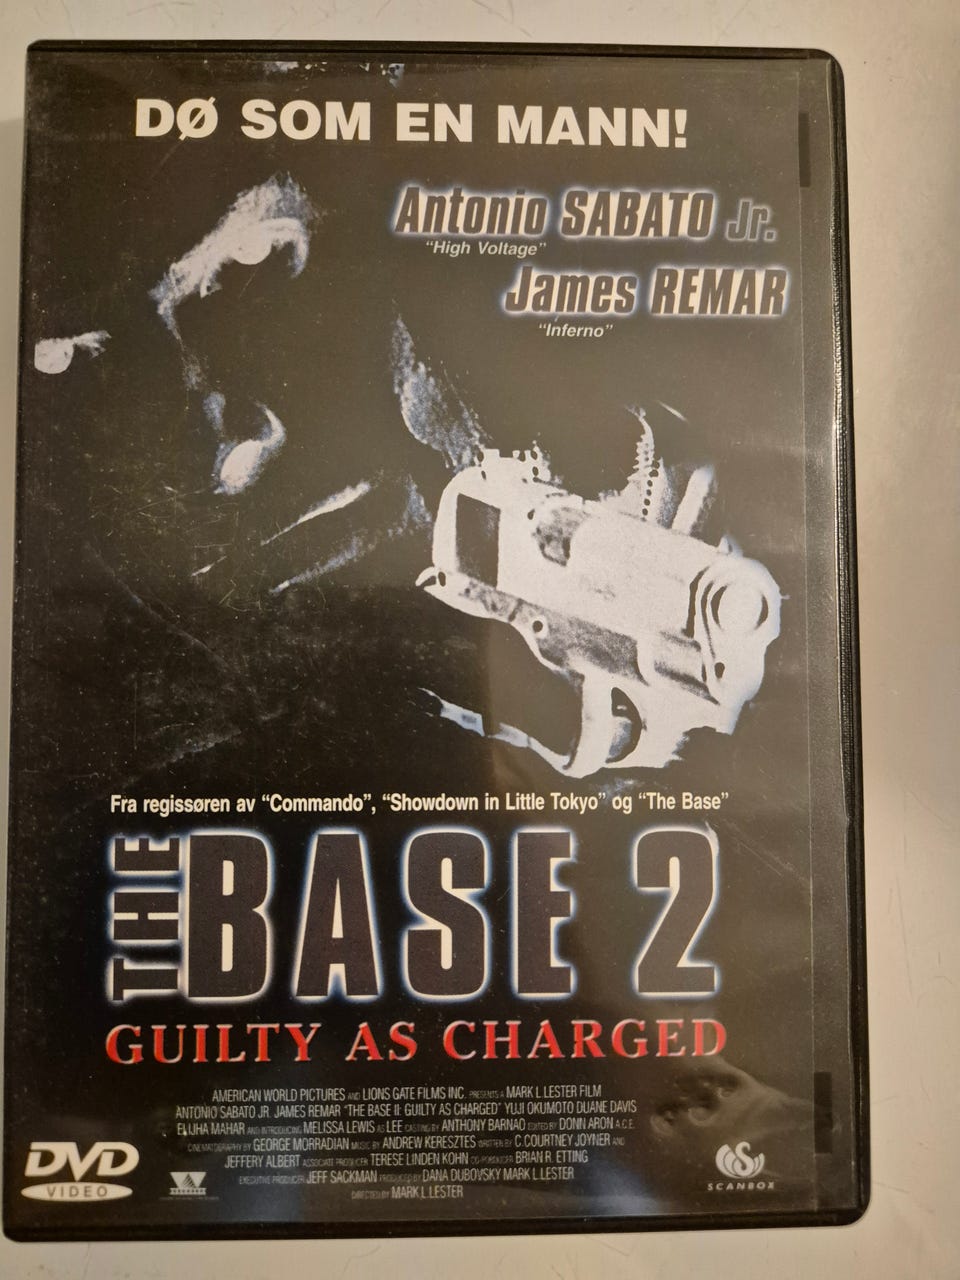 DØ SOM EN MANN!
Antonio SABATO Jr.
"High Voltage"
James REMAR
"Inferno"
Fra regissøren av "Commando", "Showdown in Little Tokyo" og "The Base"
THE BASE 2
GUILTY AS CHARGED
AMERICAN WORLD PICTURES AND LIONS GATE FILMS INC. PRESENTS A MARK L. LESTER FILM
ANTONIO SABATO JR. JAMES REMAR "THE BASE II: GUILTY AS CHARGED" YUJI OKUMOTO DUANE DAVIS
ELIJHA MAHAR AND INTRODUCING MELISSA LEWIS AS LEE CASTING BY ANTHONY BARNAO EDITED BY DONN ARON A.C.E.
CINEMATOGRAPHY BY GEORGE MORRADIAN MUSIC BY ANDREW KERESZTES WRITTEN BY C. COURTNEY JOYNER AND
JEFFERY ALBERT ASSOCIATE PRODUCER TERESE LINDEN KOHN CO-PRODUCER BRIAN R. ETTING
EXECUTIVE PRODUCER JEFF SACKMAN PRODUCED BY DANA DUBOVSKY MARK L. LESTER
DIRECTED BY MARK L. LESTER
DVD
VIDEO
SCANBOX